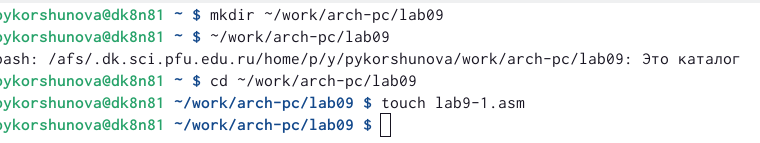 pykorshunova@dk8n81 ~ $ mkdir ~/work/arch-pc/lab09
pykorshunova@dk8n81 ~ $ ~/work/arch-pc/lab09
bash: /afs/.dk.sci.pfu.edu.ru/home/p/y/pykorshunova/work/arch-pc/lab09: Это каталог
pykorshunova@dk8n81 ~ $ cd ~/work/arch-pc/lab09
pykorshunova@dk8n81 ~/work/arch-pc/lab09 $ touch lab9-1.asm
pykorshunova@dk8n81 ~/work/arch-pc/lab09 $